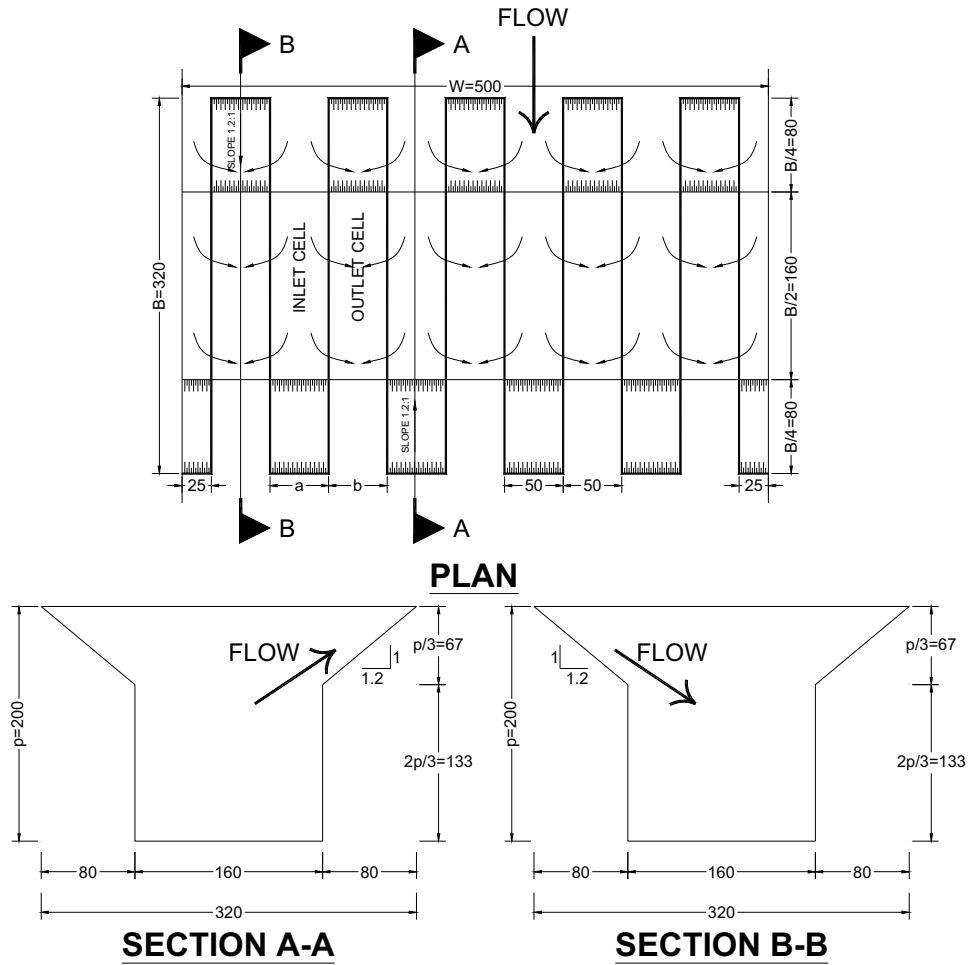 FLOW
B
A
W=500
SLOPE 1.2:1
B/4=80
B=320
INLET CELL
OUTLET CELL
B/2=160
SLOPE 1.2:1
B/4=80
25
a
b
50
50
25
B
A
PLAN
p=200
FLOW
1
1.2
p/3=67
2p/3=133
80
160
80
320
SECTION A-A
p=200
1
1.2
FLOW
p/3=67
2p/3=133
80
160
80
320
SECTION B-B